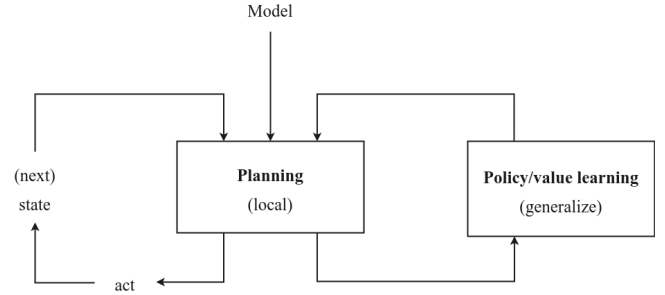 Model
(next)
state
Planning
(local)
Policy/value learning
(generalize)
act